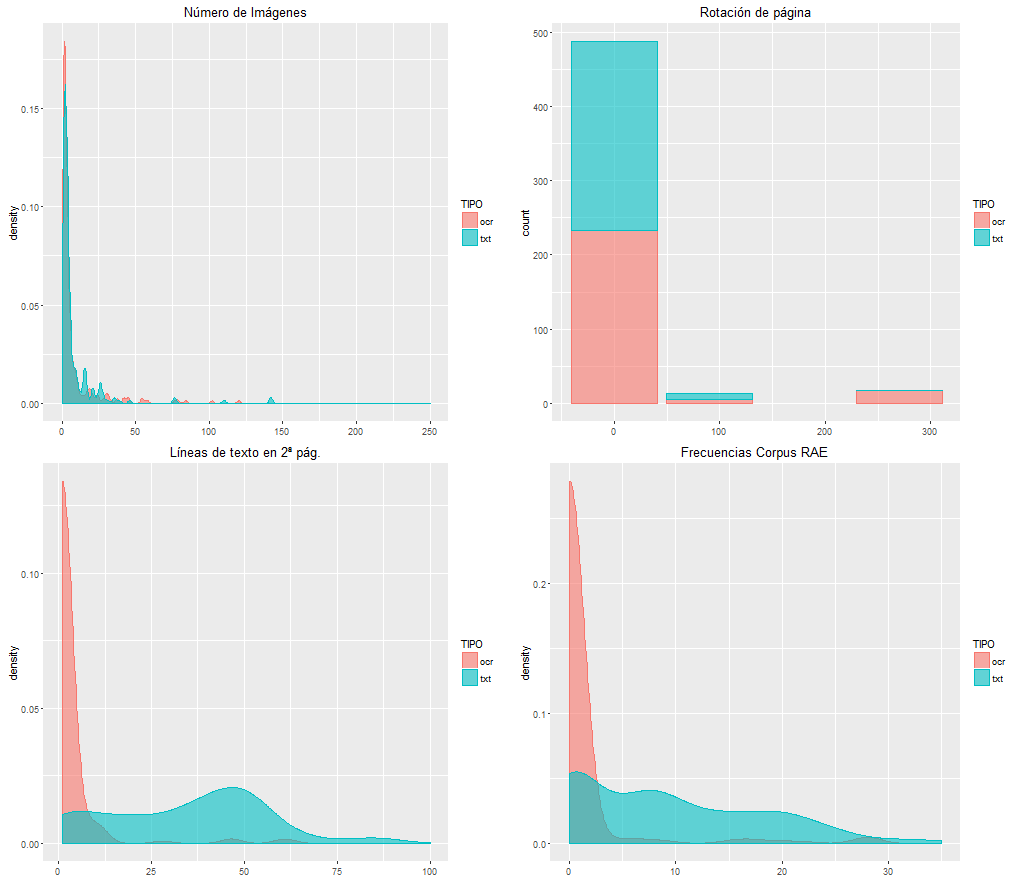 Número de Imágenes
density
0.15
0.10
0.05
0.00
0
50
100
150
200
250
TIPO
ocr
txt
Rotación de página
count
500
400
300
200
100
0
0
100
200
300
TIPO
ocr
txt
Líneas de texto en 2ª pág.
density
0.10
0.05
0.00
0
25
50
75
100
TIPO
ocr
txt
Frecuencias Corpus RAE
density
0.2
0.1
0.0
0
10
20
30
TIPO
ocr
txt